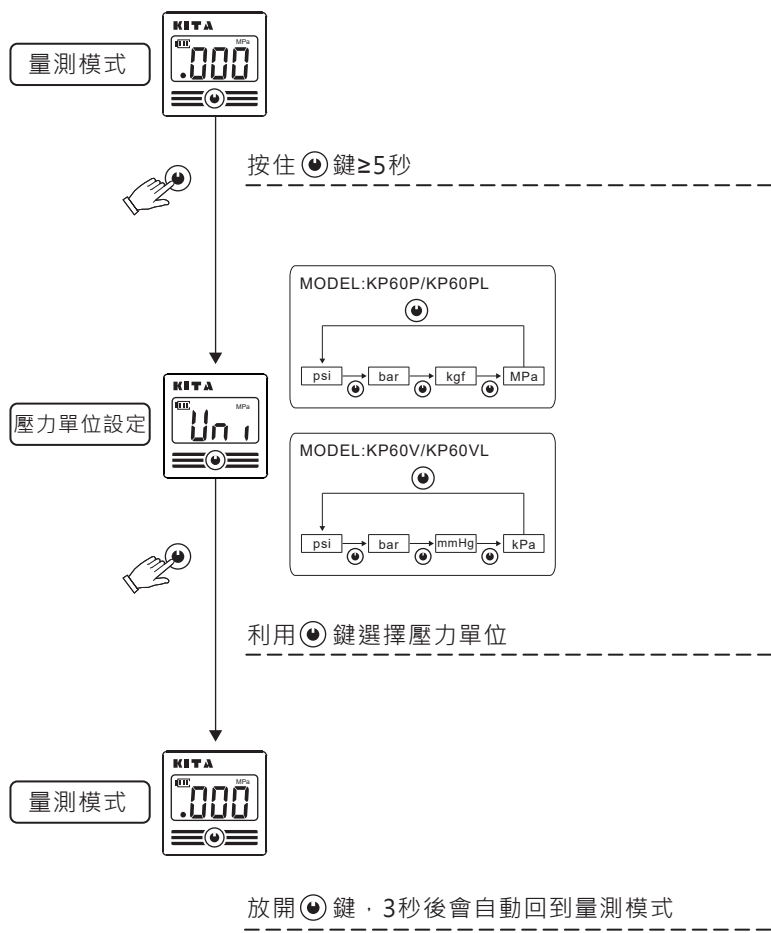 KITA
MPa
.000
量測模式
按住鍵≥5秒
MODEL:KP60P/KP60PL
psi bar kgf MPa
KITA
MPa
Uni
壓力單位設定
MODEL:KP60V/KP60VL
psi bar mmHg kPa
利用鍵選擇壓力單位
KITA
MPa
.000
量測模式
放開鍵，3秒後會自動回到量測模式